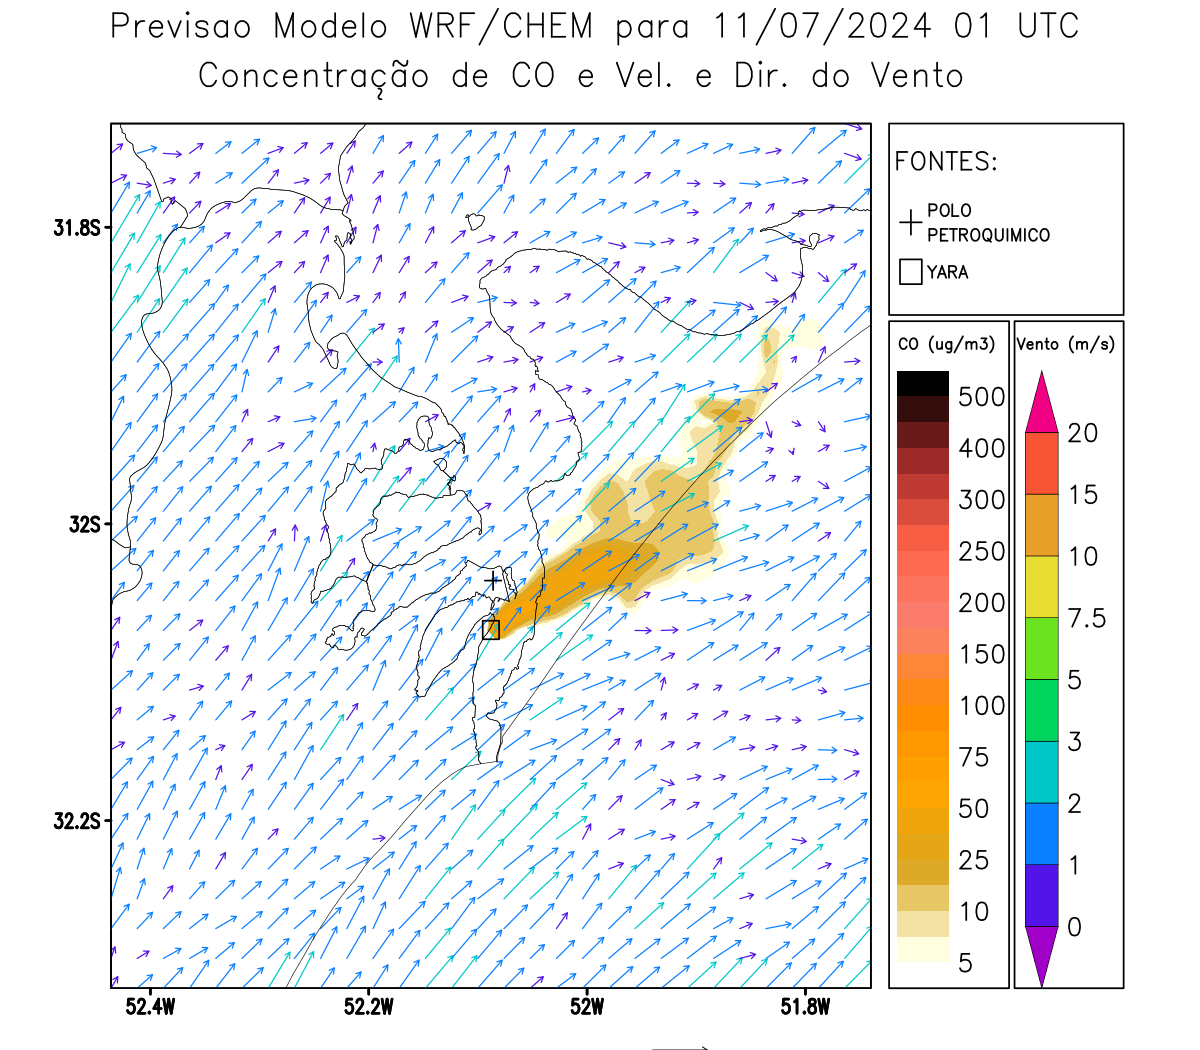 Previsao Modelo WRF/CHEM para 11/07/2024 01 UTC
Concentração de CO e Vel. e Dir. do Vento
FONTES:
POLO
PETROQUIMICO
YARA
31.8S
32S
32.2S
52.4W
52.2W
52W
51.8W
CO (ug/m3)
500
400
300
250
200
150
100
75
50
25
10
5
Vento (m/s)
20
15
10
7.5
5
3
2
1
0